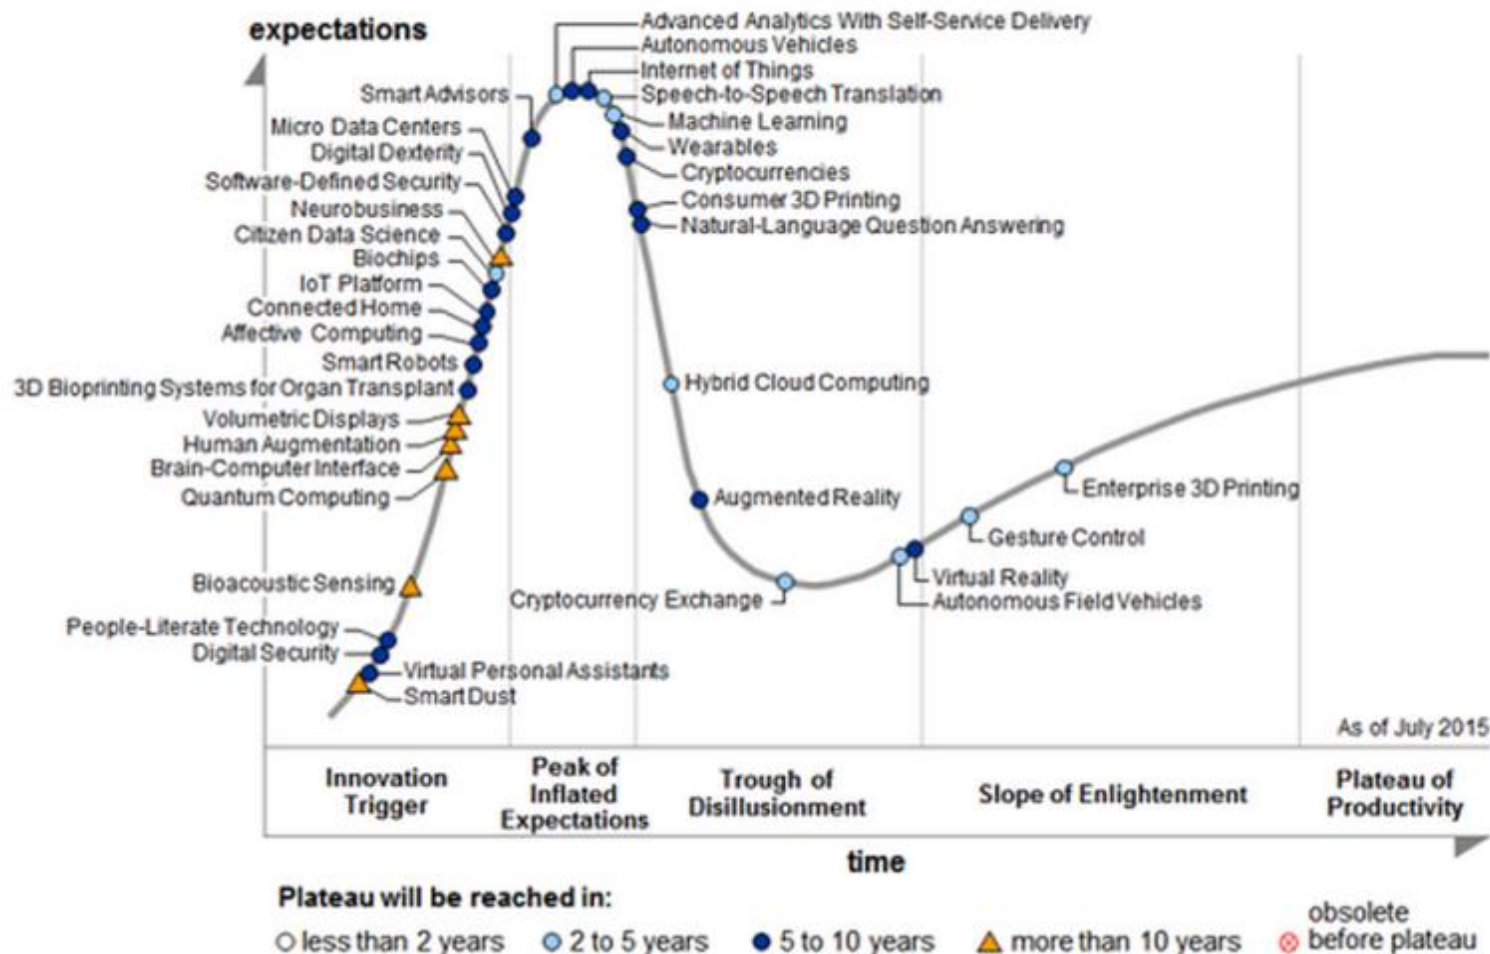 expectations
Advanced Analytics With Self-Service Delivery
Autonomous Vehicles
Internet of Things
Smart Advisors
Speech-to-Speech Translation
Micro Data Centers
Machine Learning
Digital Dexterity
Wearables
Software-Defined Security
Cryptocurrencies
Neurobusiness
Consumer 3D Printing
Citizen Data Science
Natural-Language Question Answering
Biochips
IoT Platform
Connected Home
Affective Computing
Smart Robots
Hybrid Cloud Computing
3D Bioprinting Systems for Organ Transplant
Volumetric Displays
Human Augmentation
Brain-Computer Interface
Quantum Computing
Augmented Reality
Enterprise 3D Printing
Gesture Control
Bioacoustic Sensing
Virtual Reality
Cryptocurrency Exchange
Autonomous Field Vehicles
People-Literate Technology
Digital Security
Virtual Personal Assistants
Smart Dust
As of July 2015
Innovation
Trigger
Peak of
Inflated
Expectations
Trough of
Disillusionment
Slope of Enlightenment
Plateau of
Productivity
time
Plateau will be reached in:
less than 2 years
2 to 5 years
5 to 10 years
more than 10 years
obsolete
before plateau